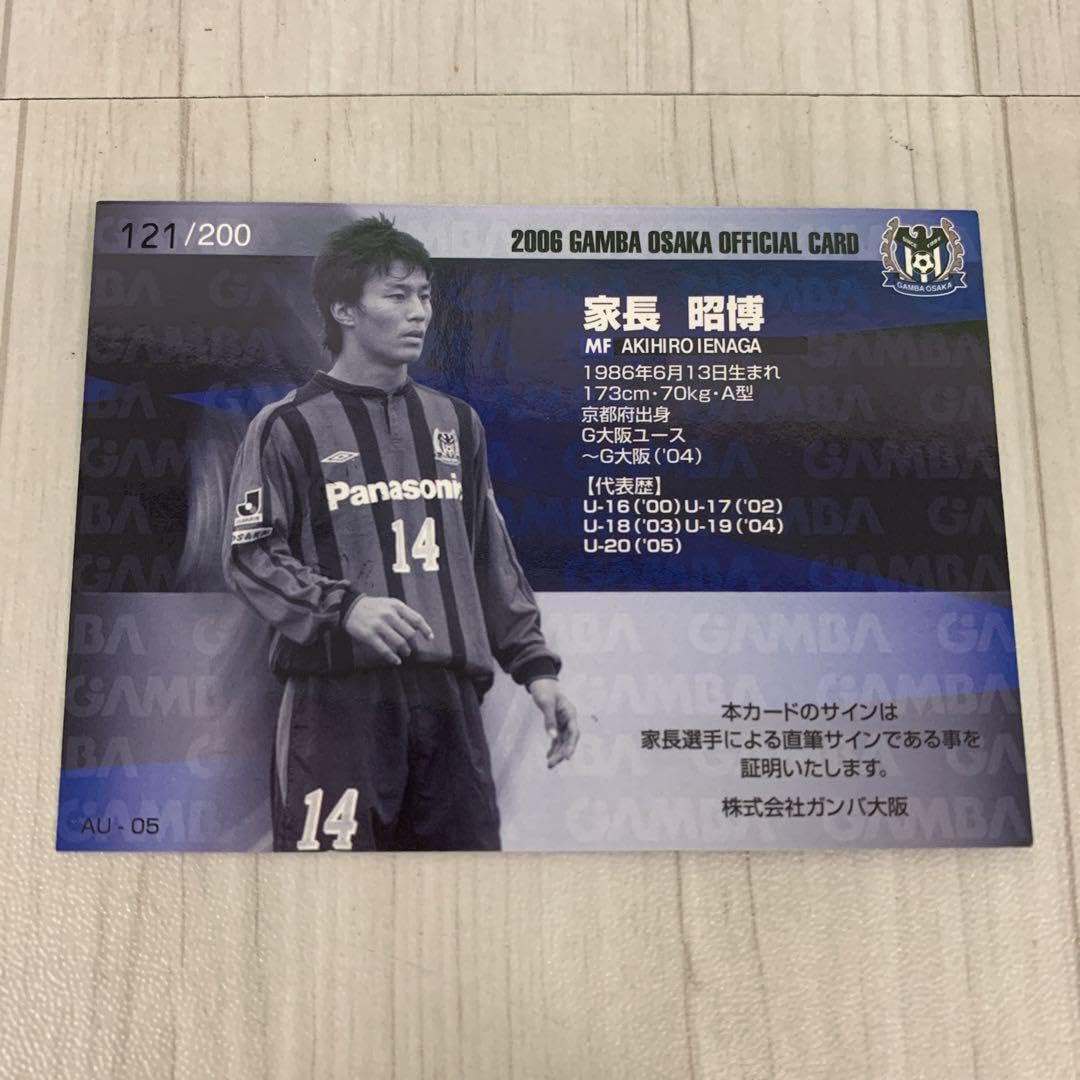 121/200
2006 GAMBA OSAKA OFFICIAL CARD
GAMBA OSAKA
家長 昭博
MF AKIHIRO IENAGA
1986年6月13日生まれ
173cm・70kg・A型
京都府出身
G大阪ユース
～G大阪('04)
【代表歴】
U-16('00)U-17('02)
U-18('03)U-19('04)
U-20('05)
Panasonic
14
14
GAMBA
本カードのサインは
家長選手による直筆サインである事を
証明いたします。
株式会社ガンバ大阪
AU - 05